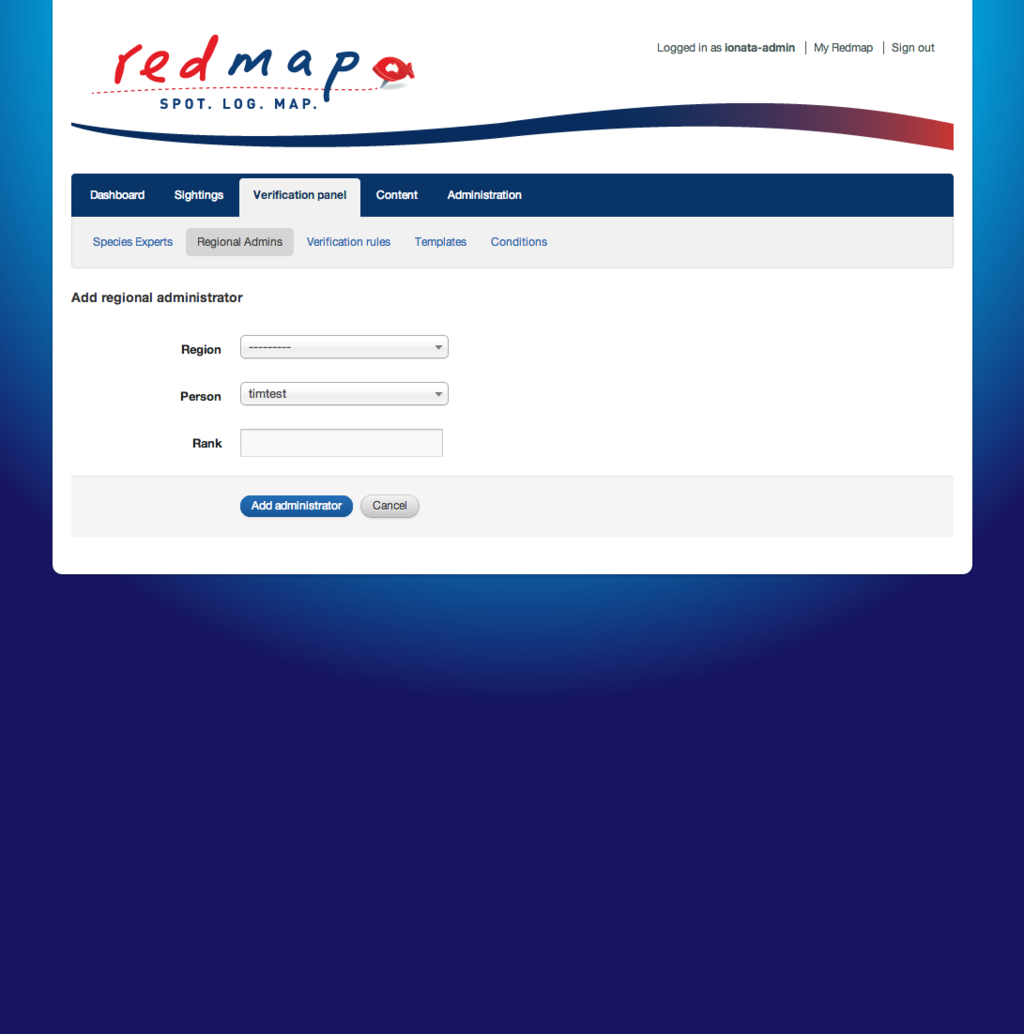 redmap
SPOT. LOG. MAP.
Logged in as ionata-admin | My Redmap | Sign out
Dashboard Sightings Verification panel Content Administration
Species Experts Regional Admins Verification rules Templates Conditions
Add regional administrator
Region ---------
Person timtest
Rank
Add administrator Cancel